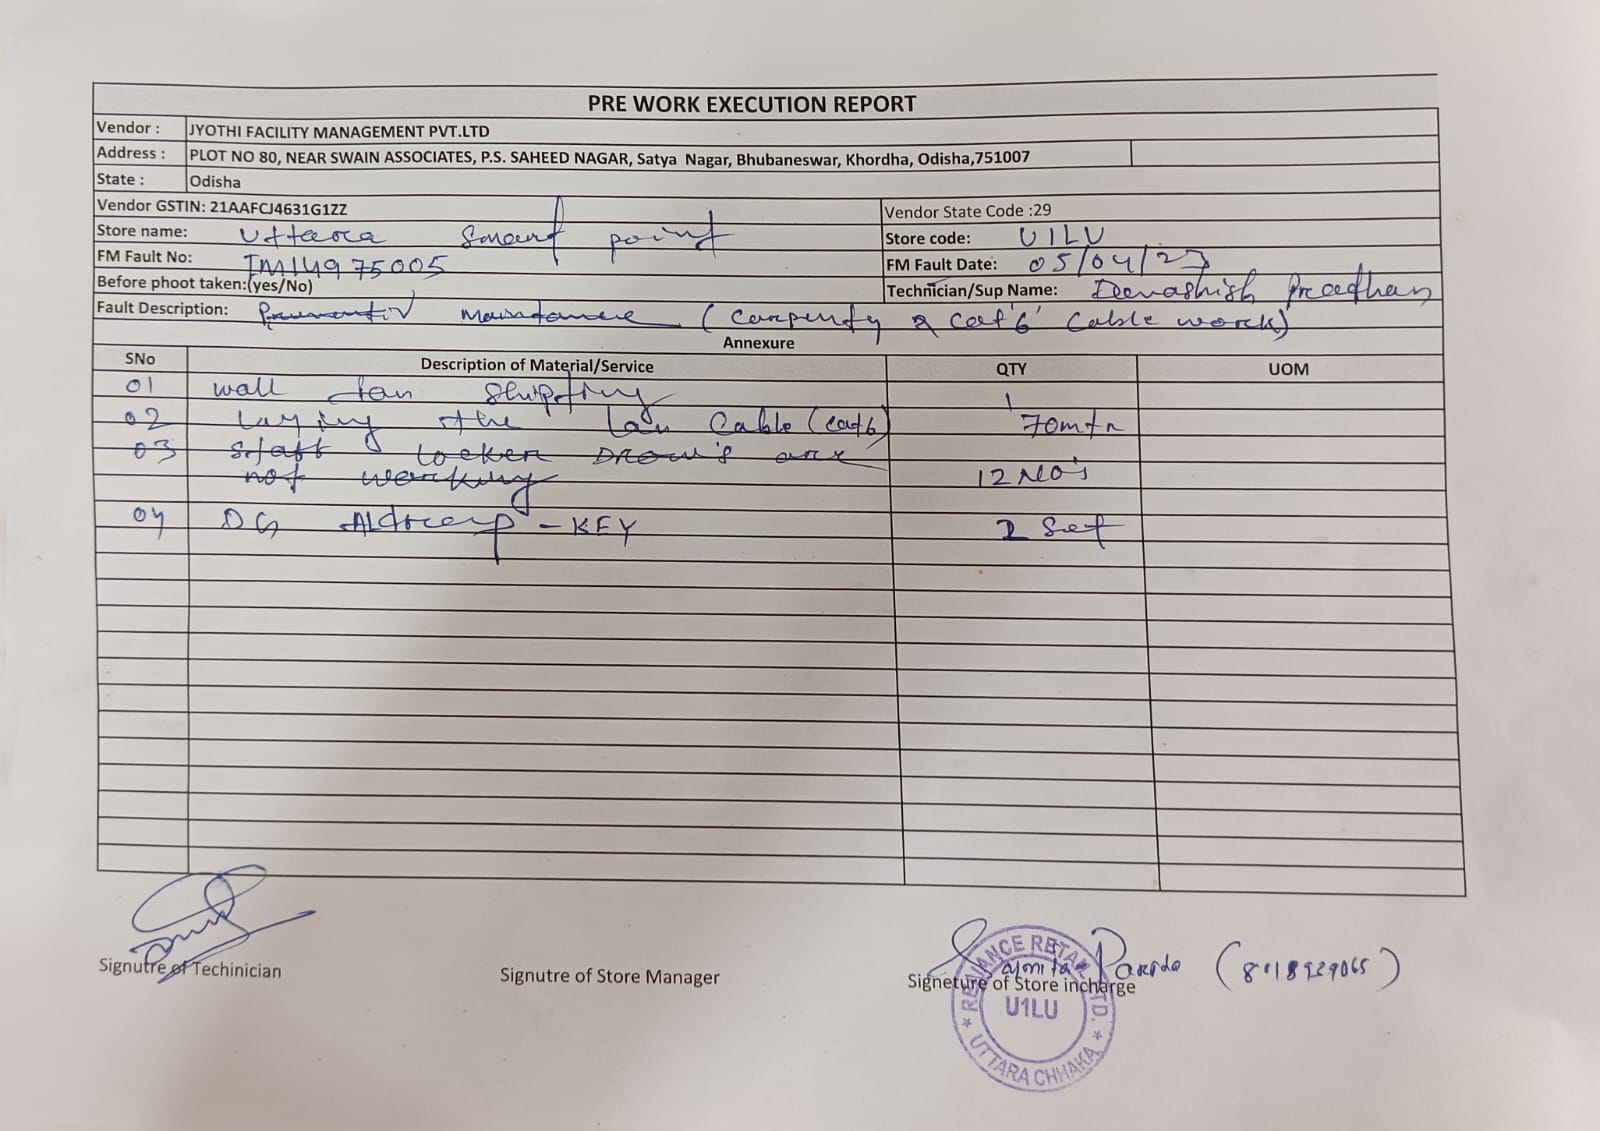 PRE WORK EXECUTION REPORT
Vendor : JYOTHI FACILITY MANAGEMENT PVT.LTD
Address : PLOT NO 80, NEAR SWAIN ASSOCIATES, P.S. SAHEED NAGAR, Satya Nagar, Bhubaneswar, Khordha, Odisha,751007
State : Odisha
Vendor GSTIN: 21AAFCJ4631G1ZZ Vendor State Code :29
Store name: Uttara Smart point Store code: U1LU
FM Fault No: IM14975005 FM Fault Date: 05/04/23
Before phoot taken:(yes/No) Technician/Sup Name: Devashish Pradhan
Fault Description: Maintanance (Carpenty & Cat'6' Cable work)
Annexure
SNo Description of Material/Service QTY UOM
01 wall fan Shifting 1
02 Laying the Lan Cable (cat6) 70mtr
03 Staff Locker Drow's are
not working 12 NO's
04 DG Aldrop - KEY 2 Set
Signutre of Techinician Signutre of Store Manager Signeture of Store incharge
Parida
RELIANCE RETAIL LTD.
U1LU
UTTARA CHHAKA